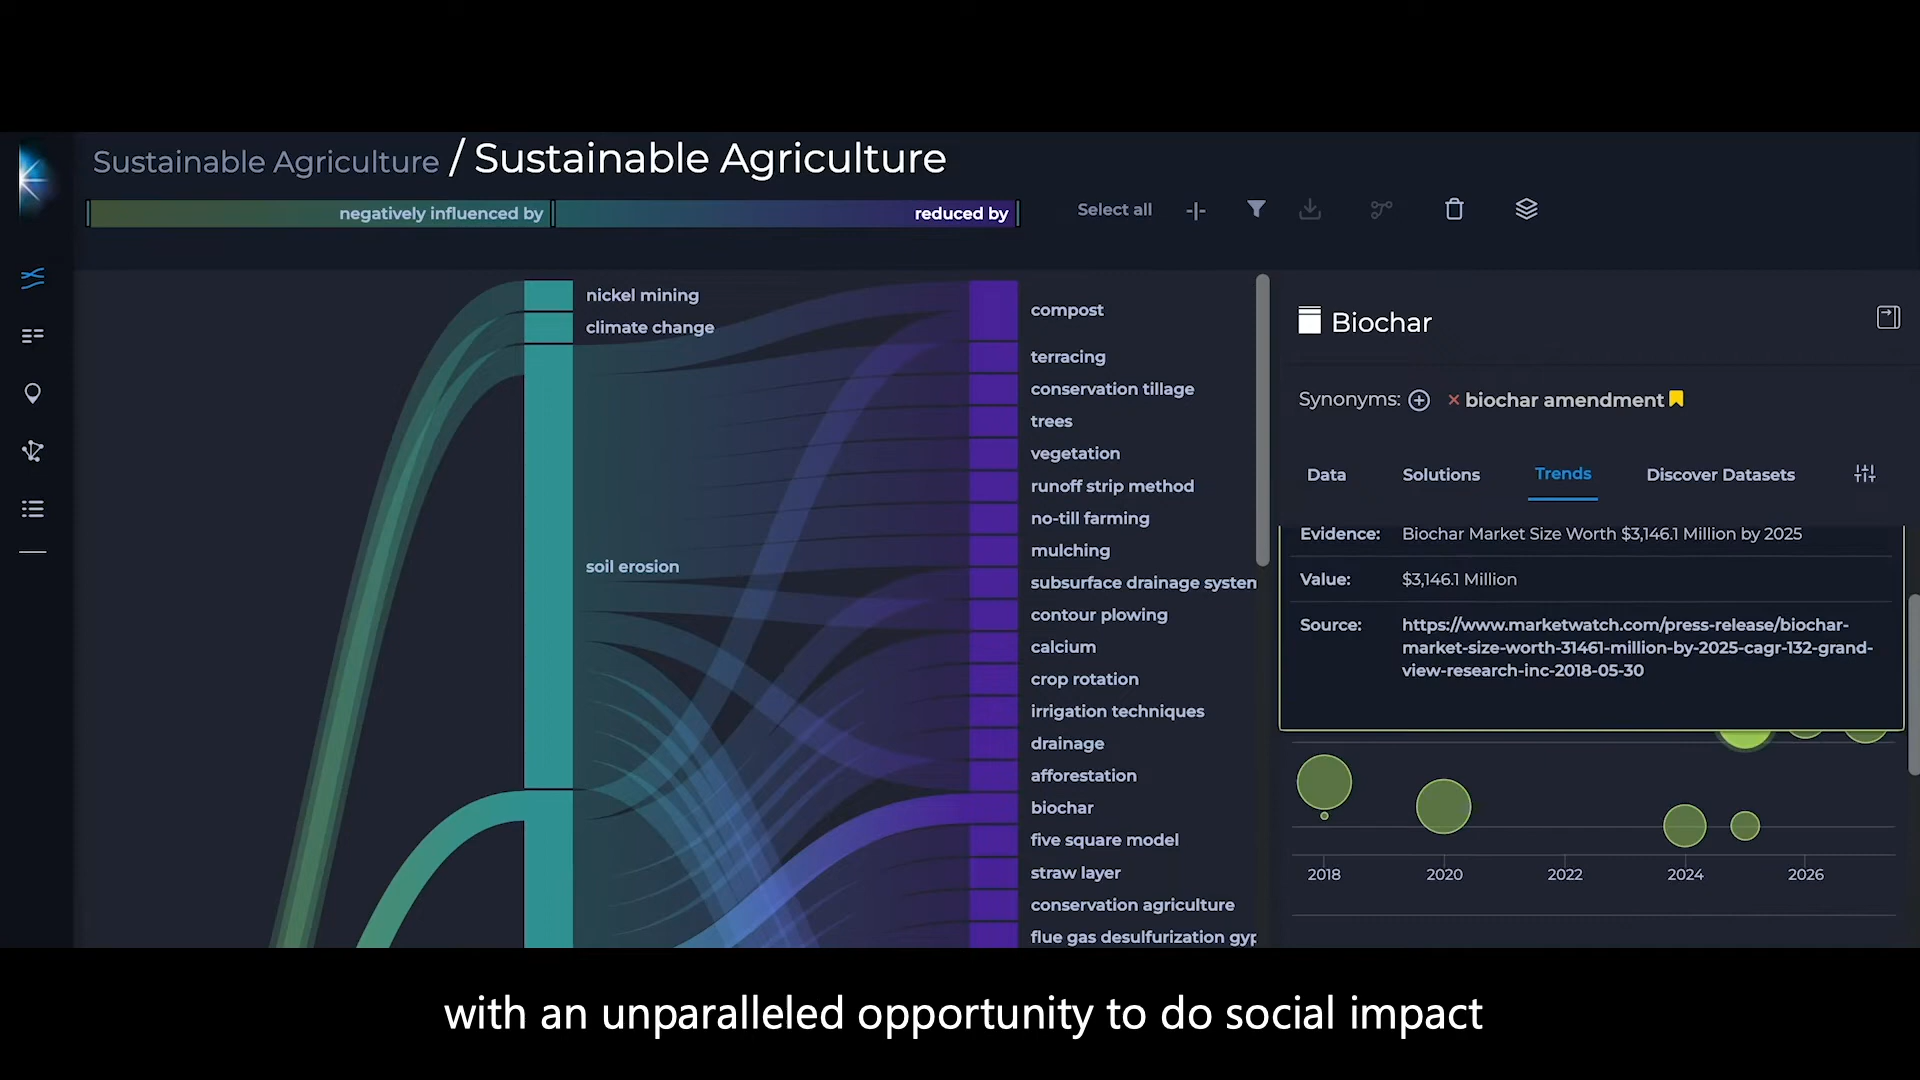 Sustainable Agriculture / Sustainable Agriculture
negatively influenced by
reduced by
Select all
nickel mining
climate change
soil erosion
compost
terracing
conservation tillage
trees
vegetation
runoff strip method
no-till farming
mulching
subsurface drainage system
contour plowing
calcium
crop rotation
irrigation techniques
drainage
afforestation
biochar
five square model
straw layer
conservation agriculture
flue gas desulfurization gyp
Biochar
Synonyms: biochar amendment
Data Solutions Trends Discover Datasets
Evidence: Biochar Market Size Worth $3,146.1 Million by 2025
Value: $3,146.1 Million
Source: https://www.marketwatch.com/press-release/biochar-
market-size-worth-31461-million-by-2025-cagr-132-grand-
view-research-inc-2018-05-30
2018 2020 2022 2024 2026
with an unparalleled opportunity to do social impact